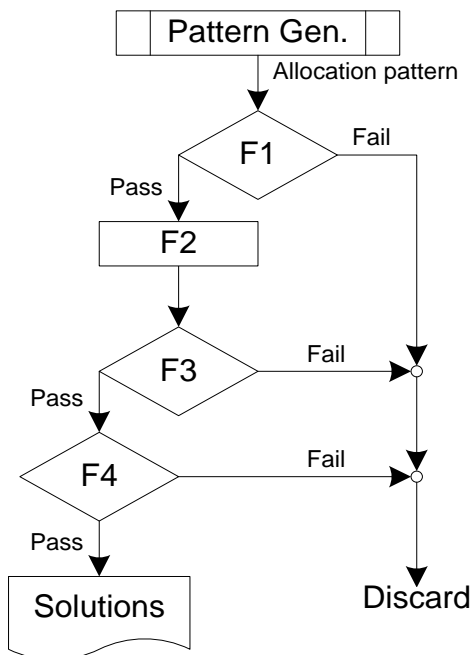 Pattern Gen.
Allocation pattern
F1
Fail
Pass
F2
F3
Fail
Pass
F4
Fail
Pass
Solutions
Discard